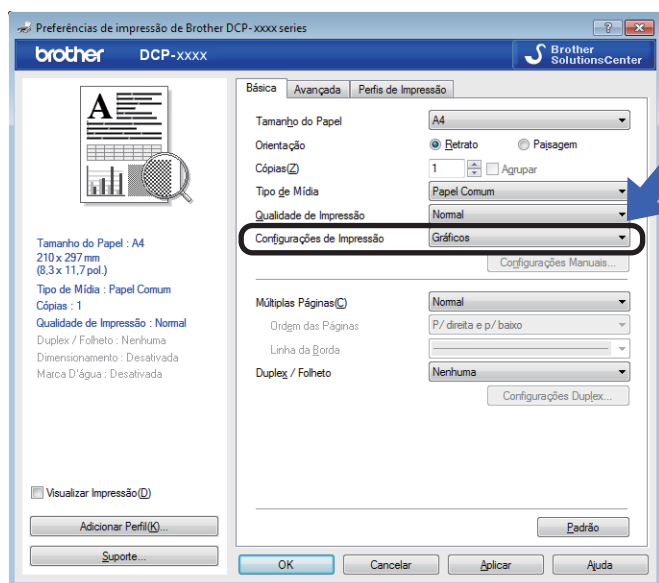 Preferências de impressão de Brother DCP-xxxx series
brother DCP-xxxx
Brother
SolutionsCenter
Básica Avançada Perfis de Impressão
Tamanho do Papel A4
Orientação Retrato Paisagem
Cópias(Z) 1 Agrupar
Tipo de Mídia Papel Comum
Qualidade de Impressão Normal
Configurações de Impressão Gráficos
Configurações Manuais...
Múltiplas Páginas(C) Normal
Ordem das Páginas P/ direita e p/ baixo
Linha da Borda
Duplex / Folheto Nenhuma
Configurações Duplex...
A
Tamanho do Papel : A4
210 x 297 mm
(8,3 x 11,7 pol.)
Tipo de Mídia : Papel Comum
Cópias : 1
Qualidade de Impressão : Normal
Duplex / Folheto : Nenhuma
Dimensionamento : Desativada
Marca D'água : Desativada
Visualizar Impressão(D)
Adicionar Perfil(K)...
Suporte...
Padrão
OK Cancelar Aplicar Ajuda